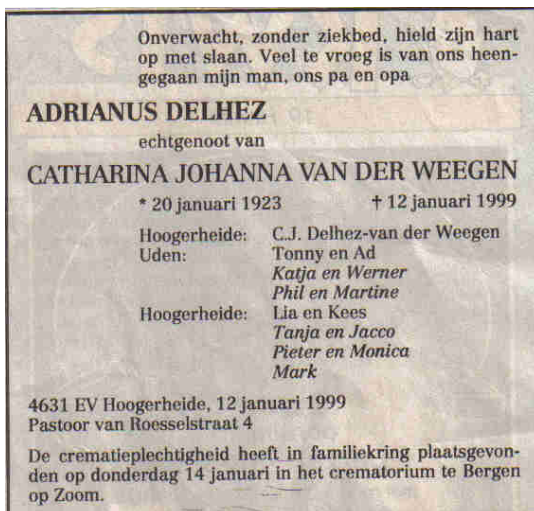 Onverwacht, zonder ziekbed, hield zijn hart
op met slaan. Veel te vroeg is van ons heen-
gegaan mijn man, ons pa en opa
ADRIANUS DELHEZ
echtgenoot van
CATHARINA JOHANNA VAN DER WEEGEN
* 20 januari 1923 † 12 januari 1999
Hoogerheide: C.J. Delhez-van der Weegen
Uden: Tonny en Ad
Katja en Werner
Phil en Martine
Hoogerheide: Lia en Kees
Tanja en Jacco
Pieter en Monica
Mark
4631 EV Hoogerheide, 12 januari 1999
Pastoor van Roesselstraat 4
De crematieplechtigheid heeft in familiekring plaatsgevon-
den op donderdag 14 januari in het crematorium te Bergen
op Zoom.